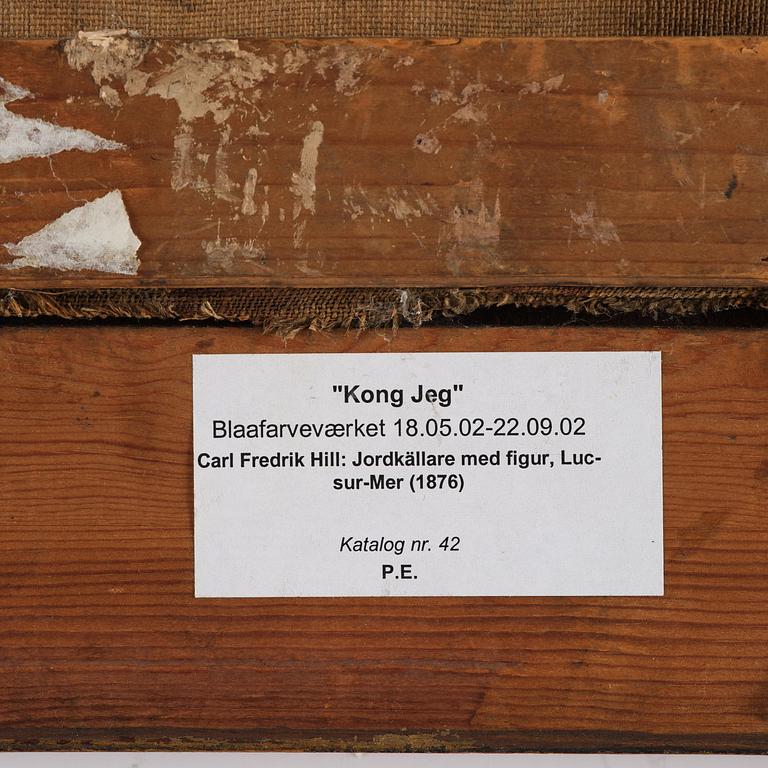 "Kong Jeg"
Blaafarveværket 18.05.02-22.09.02
Carl Fredrik Hill: Jordkällare med figur, Luc-
sur-Mer (1876)
Katalog nr. 42
P.E.